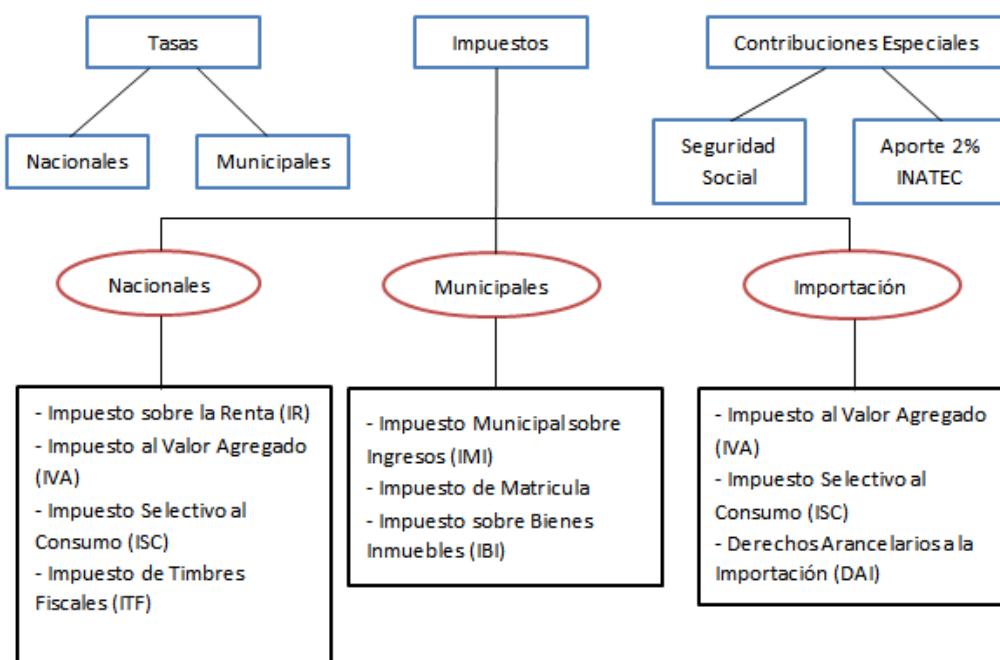 Tasas
Impuestos
Contribuciones Especiales
Nacionales
Municipales
Seguridad
Social
Aporte 2%
INATEC
Nacionales
Municipales
Importación
- Impuesto sobre la Renta (IR)
- Impuesto al Valor Agregado
(IVA)
- Impuesto Selectivo al
Consumo (ISC)
- Impuesto de Timbres
Fiscales (ITF)
- Impuesto Municipal sobre
Ingresos (IMI)
- Impuesto de Matricula
- Impuesto sobre Bienes
Inmuebles (IBI)
- Impuesto al Valor Agregado
(IVA)
- Impuesto Selectivo al
Consumo (ISC)
- Derechos Arancelarios a la
Importación (DAI)